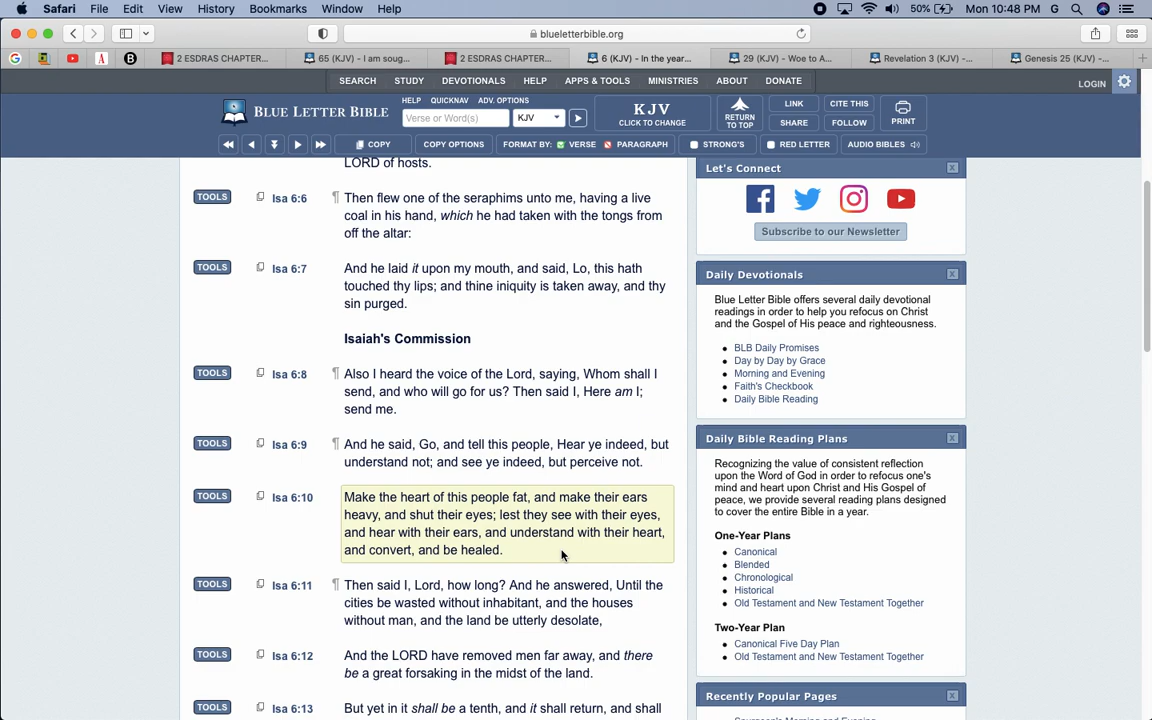 Safari File Edit View History Bookmarks Window Help 50% Mon 10:48 PM G
blueletterbible.org
2 ESDRAS CHAPTER... 65 (KJV) - I am soug... 2 ESDRAS CHAPTER... 6 (KJV) - In the year... 29 (KJV) - Woe to A... Revelation 3 (KJV) -... Genesis 25 (KJV) -...
SEARCH STUDY DEVOTIONALS HELP APPS & TOOLS MINISTRIES ABOUT DONATE LOGIN
HELP QUICKNAV ADV. OPTIONS
BLUE LETTER BIBLE Verse or Word(s) KJV
KJV
CLICK TO CHANGE
RETURN
TO TOP
LINK CITE THIS
SHARE FOLLOW
PRINT
COPY COPY OPTIONS FORMAT BY: VERSE PARAGRAPH STRONG'S RED LETTER AUDIO BIBLES
LORD of hosts.
TOOLS Isa 6:6 ¶ Then flew one of the seraphims unto me, having a live
coal in his hand, which he had taken with the tongs from
off the altar:
TOOLS Isa 6:7 And he laid it upon my mouth, and said, Lo, this hath
touched thy lips; and thine iniquity is taken away, and thy
sin purged.
Isaiah's Commission
TOOLS Isa 6:8 ¶ Also I heard the voice of the Lord, saying, Whom shall I
send, and who will go for us? Then said I, Here am I;
send me.
TOOLS Isa 6:9 ¶ And he said, Go, and tell this people, Hear ye indeed, but
understand not; and see ye indeed, but perceive not.
TOOLS Isa 6:10 Make the heart of this people fat, and make their ears
heavy, and shut their eyes; lest they see with their eyes,
and hear with their ears, and understand with their heart,
and convert, and be healed.
TOOLS Isa 6:11 ¶ Then said I, Lord, how long? And he answered, Until the
cities be wasted without inhabitant, and the houses
without man, and the land be utterly desolate,
TOOLS Isa 6:12 And the LORD have removed men far away, and there
be a great forsaking in the midst of the land.
TOOLS Isa 6:13 But yet in it shall be a tenth, and it shall return, and shall
Let's Connect
Subscribe to our Newsletter
Daily Devotionals
Blue Letter Bible offers several daily devotional
readings in order to help you refocus on Christ
and the Gospel of His peace and righteousness.
BLB Daily Promises
Day by Day by Grace
Morning and Evening
Faith's Checkbook
Daily Bible Reading
Daily Bible Reading Plans
Recognizing the value of consistent reflection
upon the Word of God in order to refocus one's
mind and heart upon Christ and His Gospel of
peace, we provide several reading plans designed
to cover the entire Bible in a year.
One-Year Plans
Canonical
Blended
Chronological
Historical
Old Testament and New Testament Together
Two-Year Plan
Canonical Five Day Plan
Old Testament and New Testament Together
Recently Popular Pages